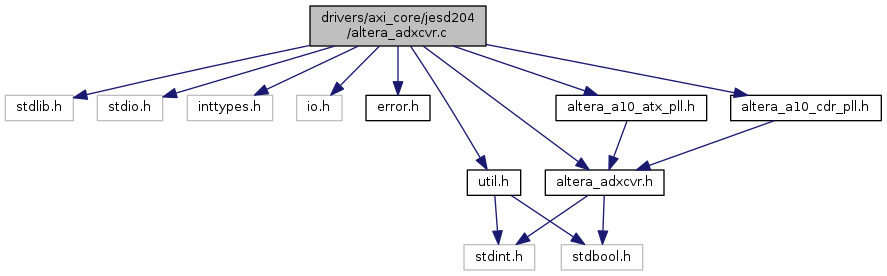 drivers/axi_core/jesd204
/altera_adxcvr.c
stdlib.h
stdio.h
inttypes.h
io.h
error.h
altera_a10_atx_pll.h
altera_a10_cdr_pll.h
util.h
altera_adxcvr.h
stdint.h
stdbool.h